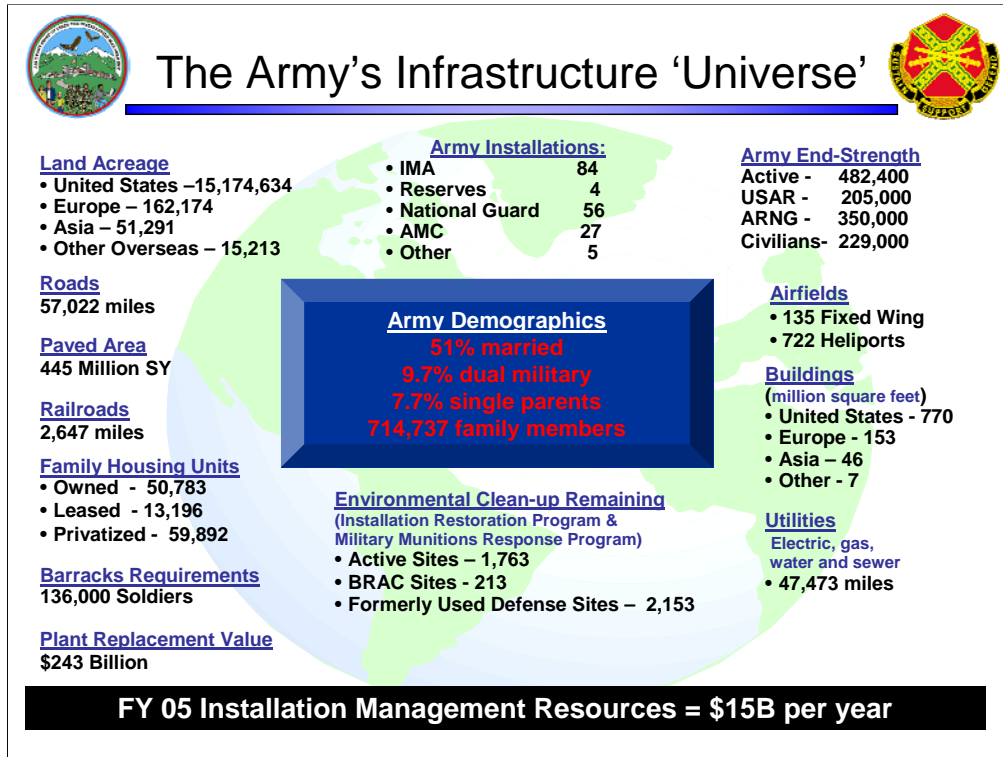 The Army's Infrastructure 'Universe'
SUSTAIN SUPPORT DEFEND
Land Acreage
• United States –15,174,634
• Europe – 162,174
• Asia – 51,291
• Other Overseas – 15,213
Roads
57,022 miles
Paved Area
445 Million SY
Railroads
2,647 miles
Family Housing Units
• Owned - 50,783
• Leased - 13,196
• Privatized - 59,892
Barracks Requirements
136,000 Soldiers
Plant Replacement Value
$243 Billion
Army Installations:
• IMA 84
• Reserves 4
• National Guard 56
• AMC 27
• Other 5
Army Demographics
51% married
9.7% dual military
7.7% single parents
714,737 family members
Environmental Clean-up Remaining
(Installation Restoration Program &
Military Munitions Response Program)
• Active Sites – 1,763
• BRAC Sites - 213
• Formerly Used Defense Sites – 2,153
Army End-Strength
Active - 482,400
USAR - 205,000
ARNG - 350,000
Civilians- 229,000
Airfields
• 135 Fixed Wing
• 722 Heliports
Buildings
(million square feet)
• United States - 770
• Europe - 153
• Asia – 46
• Other - 7
Utilities
Electric, gas,
water and sewer
• 47,473 miles
FY 05 Installation Management Resources = $15B per year